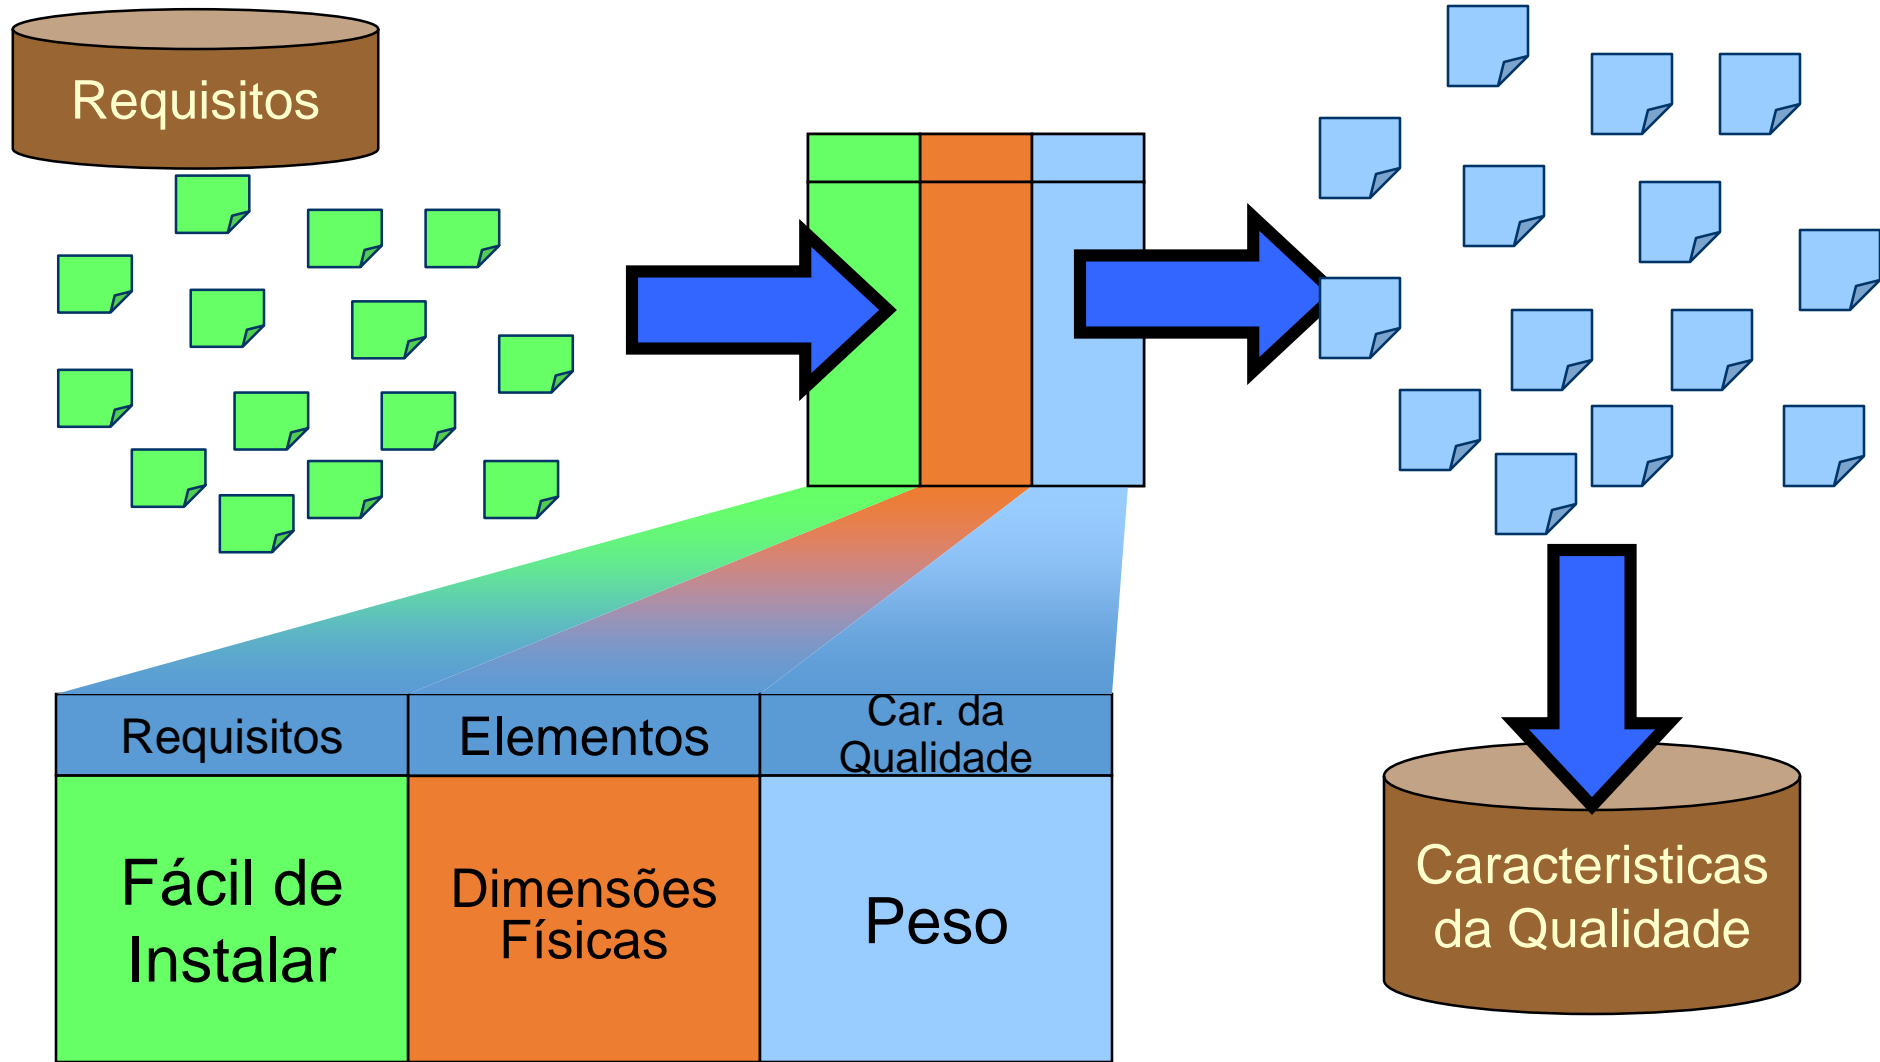 Requisitos
Requisitos
Elementos
Car. da
Qualidade
Fácil de
Instalar
Dimensões
Físicas
Peso
Caracteristicas
da Qualidade